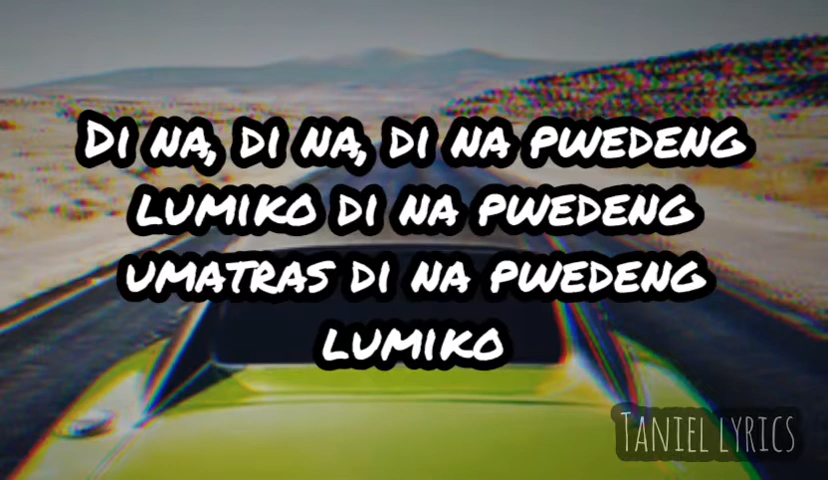 Di na, di na, di na pwedeng
lumiko di na pwedeng
umatras di na pwedeng
lumiko
Taniel lyrics